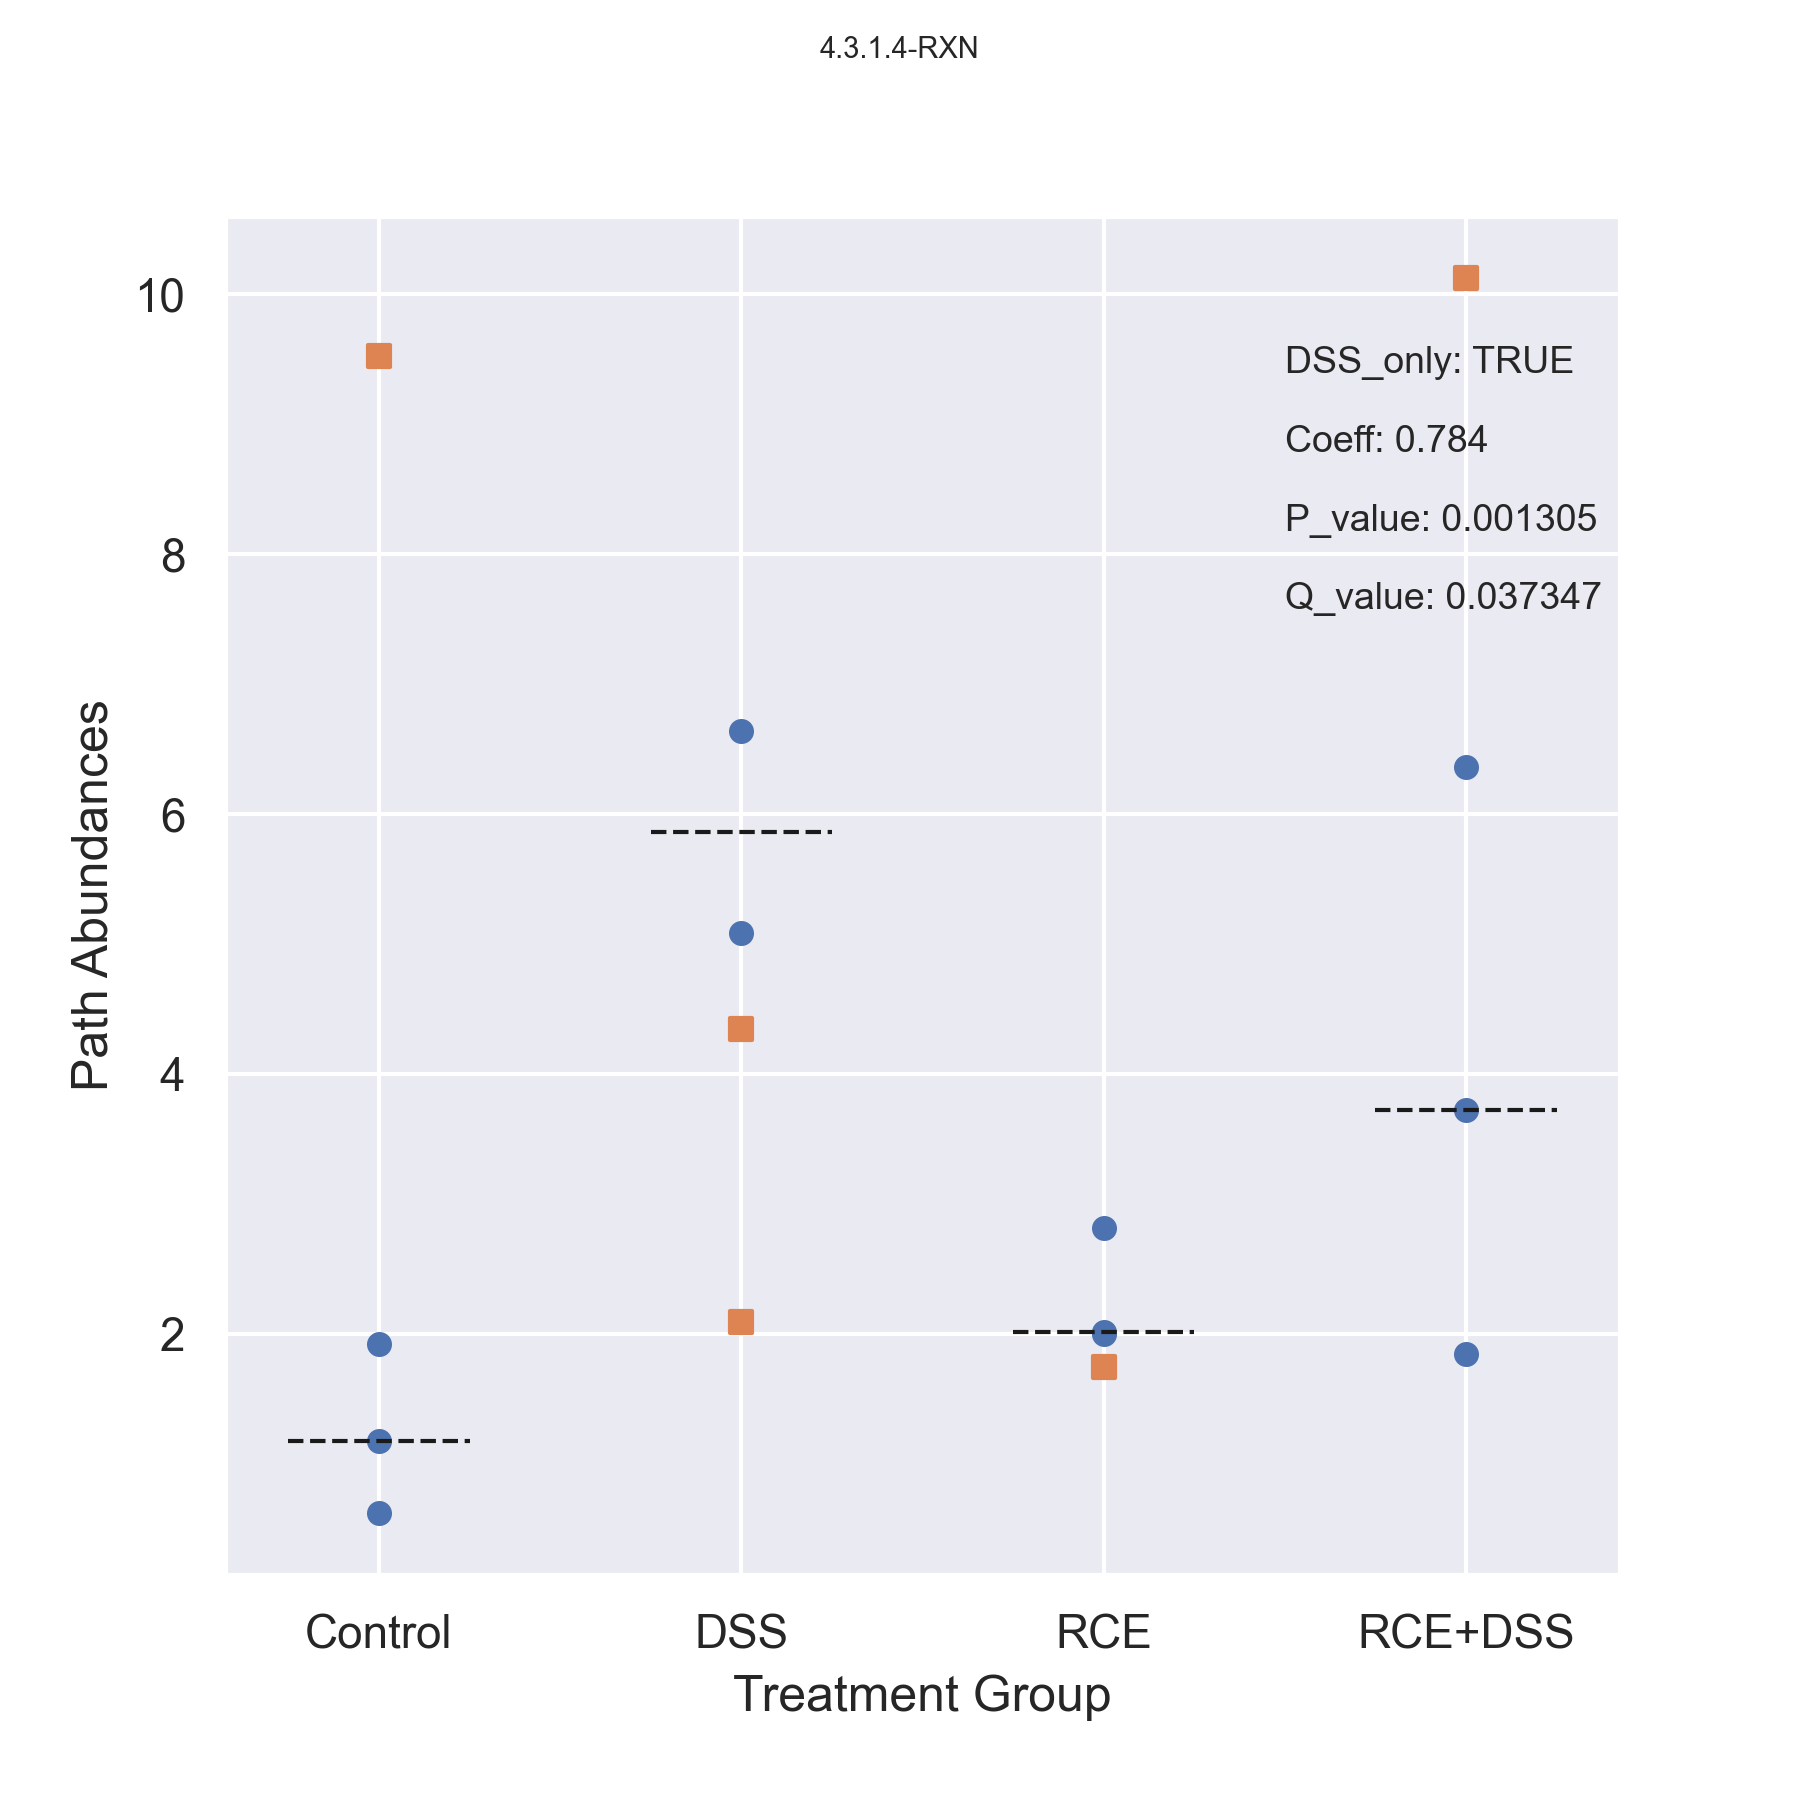 4.3.1.4-RXN
10
8
6
4
2
Path Abundances
DSS_only: TRUE
Coeff: 0.784
P_value: 0.001305
Q_value: 0.037347
Control DSS RCE RCE+DSS
Treatment Group